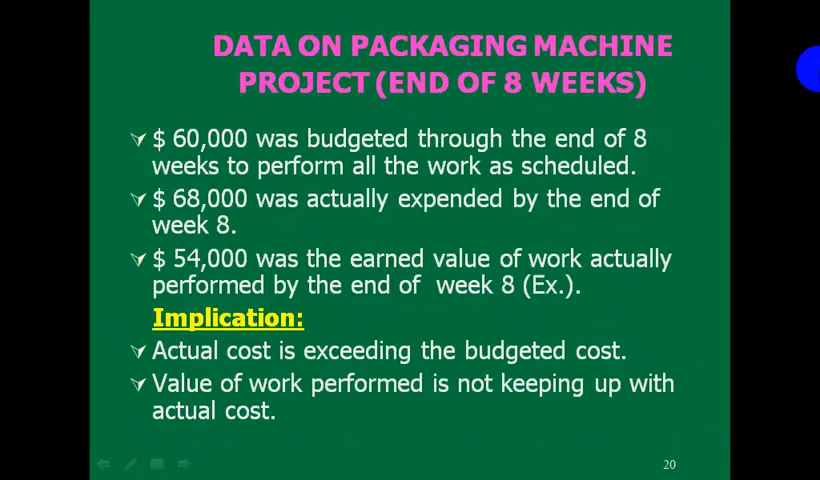 DATA ON PACKAGING MACHINE
PROJECT (END OF 8 WEEKS)
$ 60,000 was budgeted through the end of 8
weeks to perform all the work as scheduled.
$ 68,000 was actually expended by the end of
week 8.
$ 54,000 was the earned value of work actually
performed by the end of week 8 (Ex.).
Implication:
Actual cost is exceeding the budgeted cost.
Value of work performed is not keeping up with
actual cost.
20